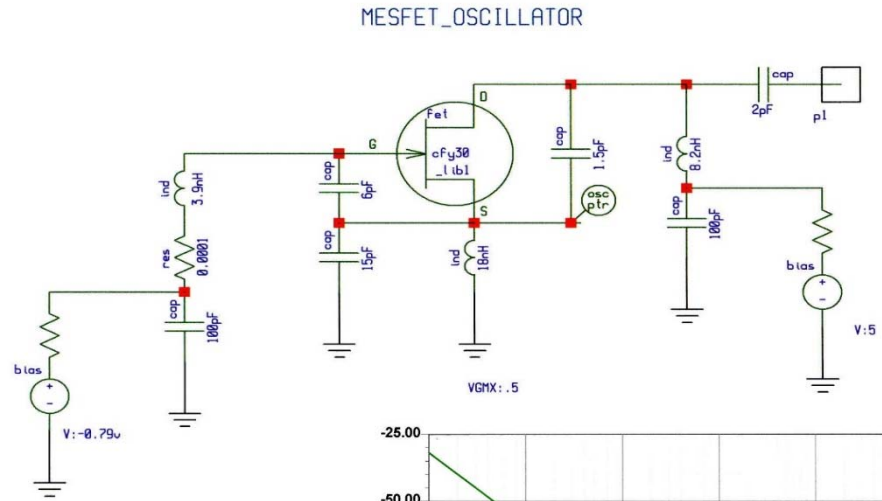 MESFET_OSCILLATOR
fet
D
G
cfy30
_lib1
S
cap
6pF
cap
15pF
ind
18nH
cap
1.5pF
osc
ptr
ind
8.2nH
cap
100pF
cap
2pF
p1
bias
+
-
V:5
ind
3.9nH
res
0.0001
cap
100pF
bias
+
-
V:-0.79v
VGMX:.5
-25.00
-50.00